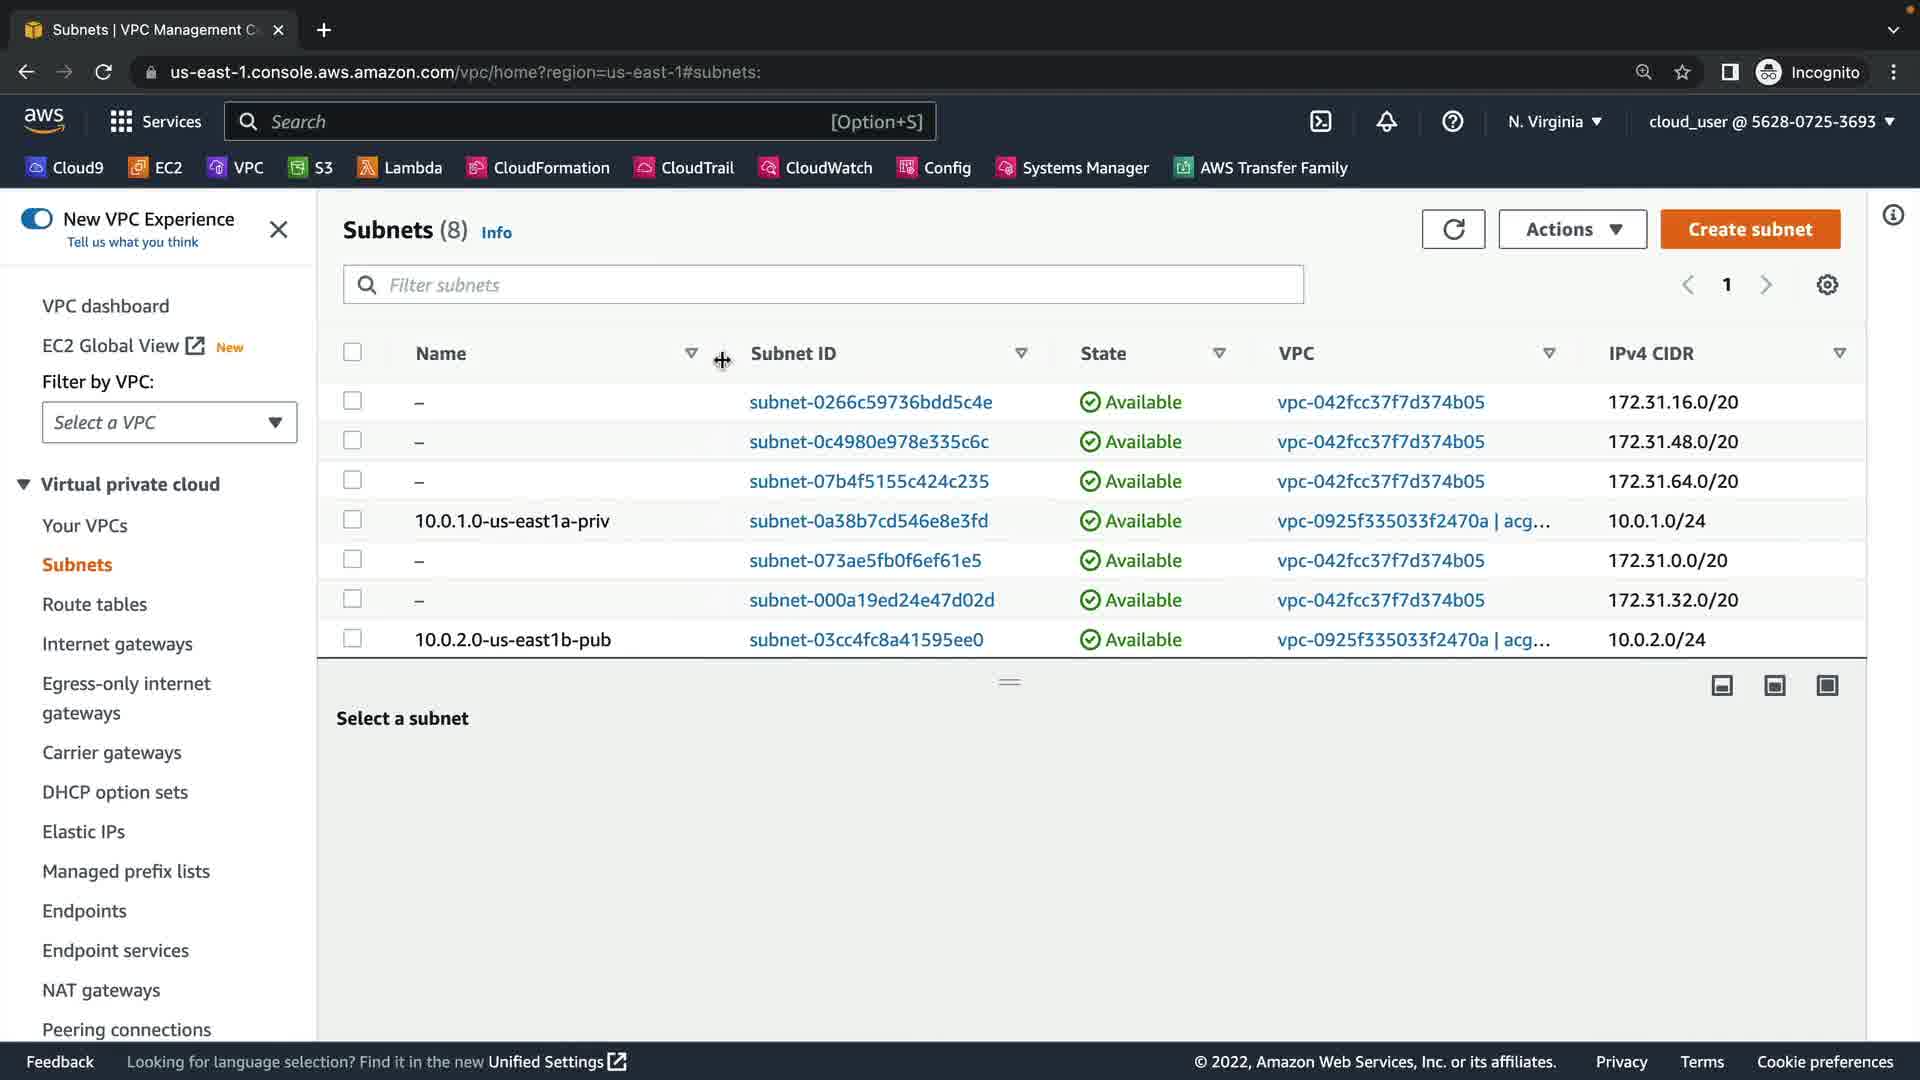 Subnets | VPC Management C
us-east-1.console.aws.amazon.com/vpc/home?region=us-east-1#subnets:
Incognito
aws
Services
Search
[Option+S]
N. Virginia
cloud_user @ 5628-0725-3693
Cloud9
EC2
VPC
S3
Lambda
CloudFormation
CloudTrail
CloudWatch
Config
Systems Manager
AWS Transfer Family
New VPC Experience
Tell us what you think
VPC dashboard
EC2 Global View New
Filter by VPC:
Select a VPC
Virtual private cloud
Your VPCs
Subnets
Route tables
Internet gateways
Egress-only internet
gateways
Carrier gateways
DHCP option sets
Elastic IPs
Managed prefix lists
Endpoints
Endpoint services
NAT gateways
Peering connections
Subnets (8) Info
Actions
Create subnet
Filter subnets
1
Name Subnet ID State VPC IPv4 CIDR
– subnet-0266c59736bdd5c4e Available vpc-042fcc37f7d374b05 172.31.16.0/20
– subnet-0c4980e978e335c6c Available vpc-042fcc37f7d374b05 172.31.48.0/20
– subnet-07b4f5155c424c235 Available vpc-042fcc37f7d374b05 172.31.64.0/20
10.0.1.0-us-east1a-priv subnet-0a38b7cd546e8e3fd Available vpc-0925f335033f2470a | acg... 10.0.1.0/24
– subnet-073ae5fb0f6ef61e5 Available vpc-042fcc37f7d374b05 172.31.0.0/20
– subnet-000a19ed24e47d02d Available vpc-042fcc37f7d374b05 172.31.32.0/20
10.0.2.0-us-east1b-pub subnet-03cc4fc8a41595ee0 Available vpc-0925f335033f2470a | acg... 10.0.2.0/24
Select a subnet
Feedback
Looking for language selection? Find it in the new Unified Settings
© 2022, Amazon Web Services, Inc. or its affiliates.
Privacy
Terms
Cookie preferences